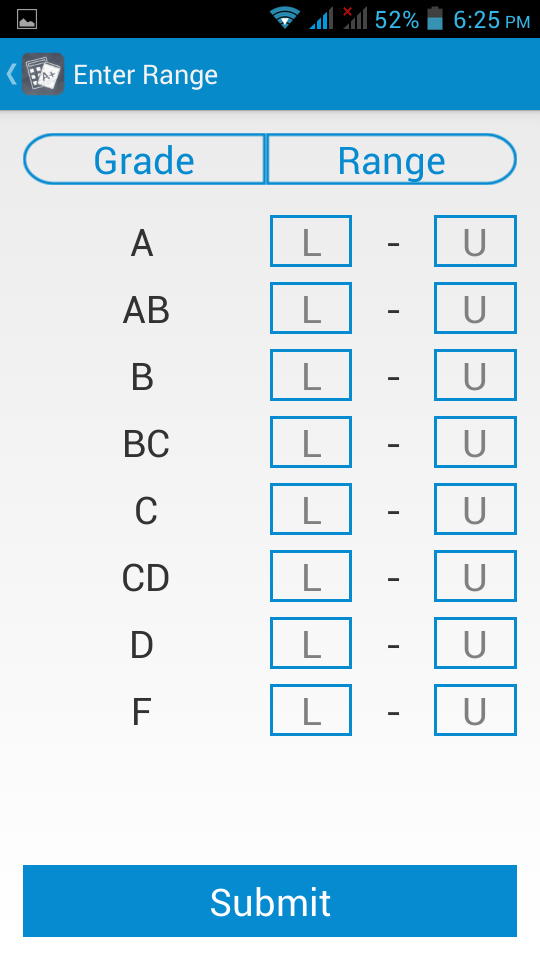 52% 6:25 PM
Enter Range
Grade Range
A L - U
AB L - U
B L - U
BC L - U
C L - U
CD L - U
D L - U
F L - U
Submit